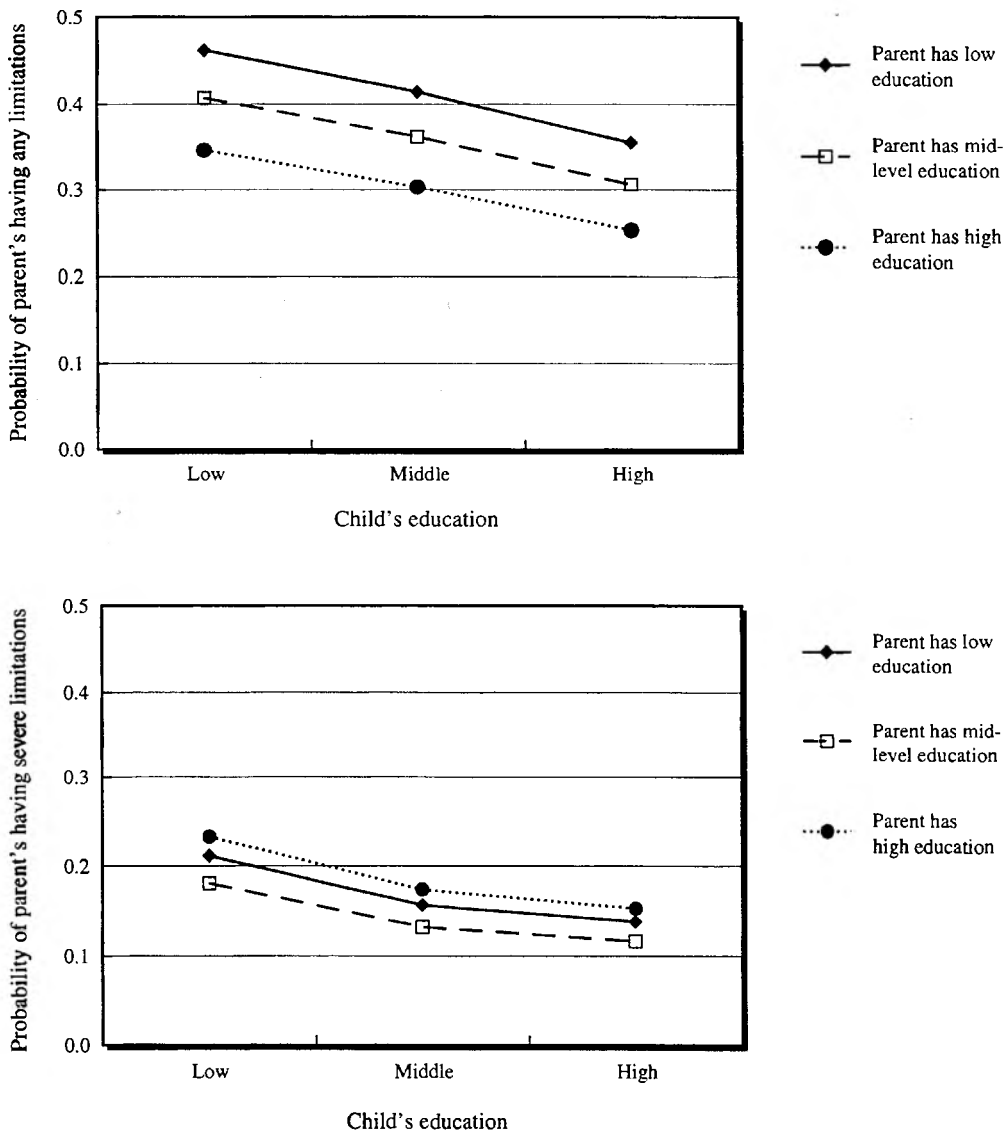 Probability of parent's having any limitations
0.5
0.4
0.3
0.2
0.1
0.0
Low
Middle
High
Child's education
Parent has low
education
Parent has mid-
level education
Parent has high
education
Probability of parent's having severe limitations
0.5
0.4
0.3
0.2
0.1
0.0
Low
Middle
High
Child's education
Parent has low
education
Parent has mid-
level education
Parent has
high education